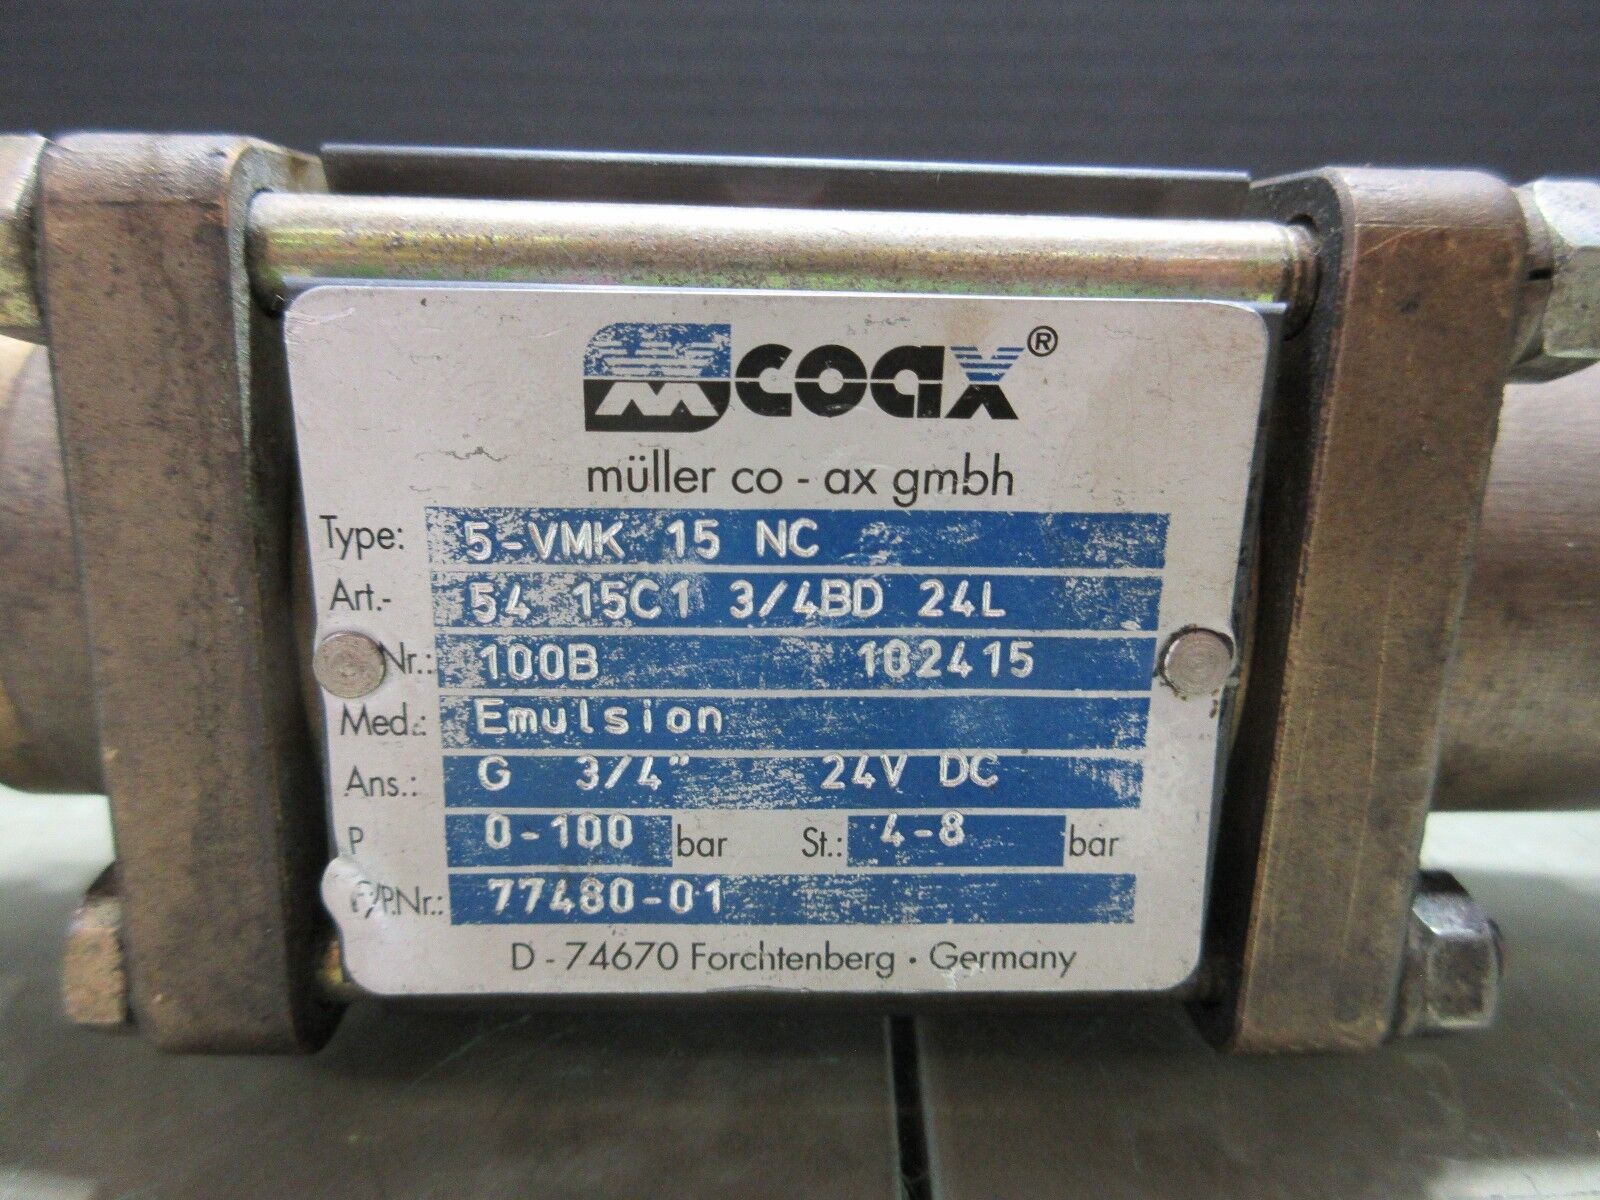 m coax®
müller co - ax gmbh
Type: 5-VMK 15 NC
Art.- 54 15C1 3/4BD 24L
Nr.: 100B 102415
Med.: Emulsion
Ans.: G 3/4" 24V DC
P 0-100 bar St.: 4-8 bar
F/P.Nr.: 77480-01
D - 74670 Forchtenberg · Germany